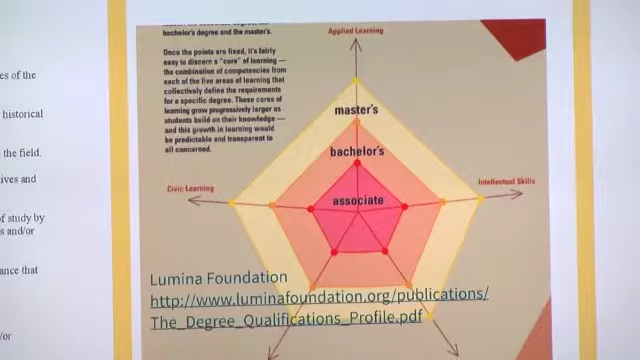 bachelor's degree and the master's.
Once the points are fixed, it's fairly
easy to discern a "core" of learning —
the combination of competencies from
each of the five areas of learning that
collectively define the requirements
for a specific degree. These cores of
learning grow progressively larger as
students build on their knowledge —
and this growth in learning would
be predictable and transparent to
all concerned.
Applied Learning
master's
bachelor's
Civic Learning
Intellectual Skills
associate
Lumina Foundation
http://www.luminafoundation.org/publications/
The_Degree_Qualifications_Profile.pdf
es of the
historical
the field.
ives and
of study by
s and/or
ance that
/or